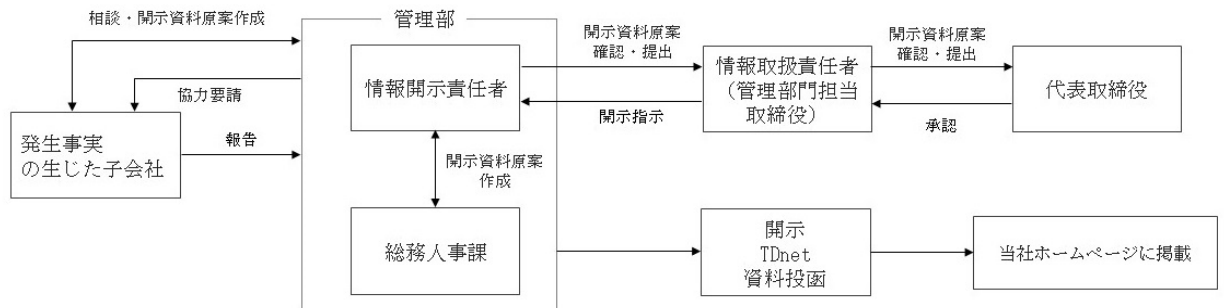 相談・開示資料原案作成
管理部
協力要請
発生事実
の生じた子会社
報告
情報開示責任者
開示資料原案
作成
総務人事課
開示資料原案
確認・提出
開示指示
情報取扱責任者
（管理部門担当
取締役）
開示資料原案
確認・提出
承認
代表取締役
開示
TDnet
資料投函
当社ホームページに掲載